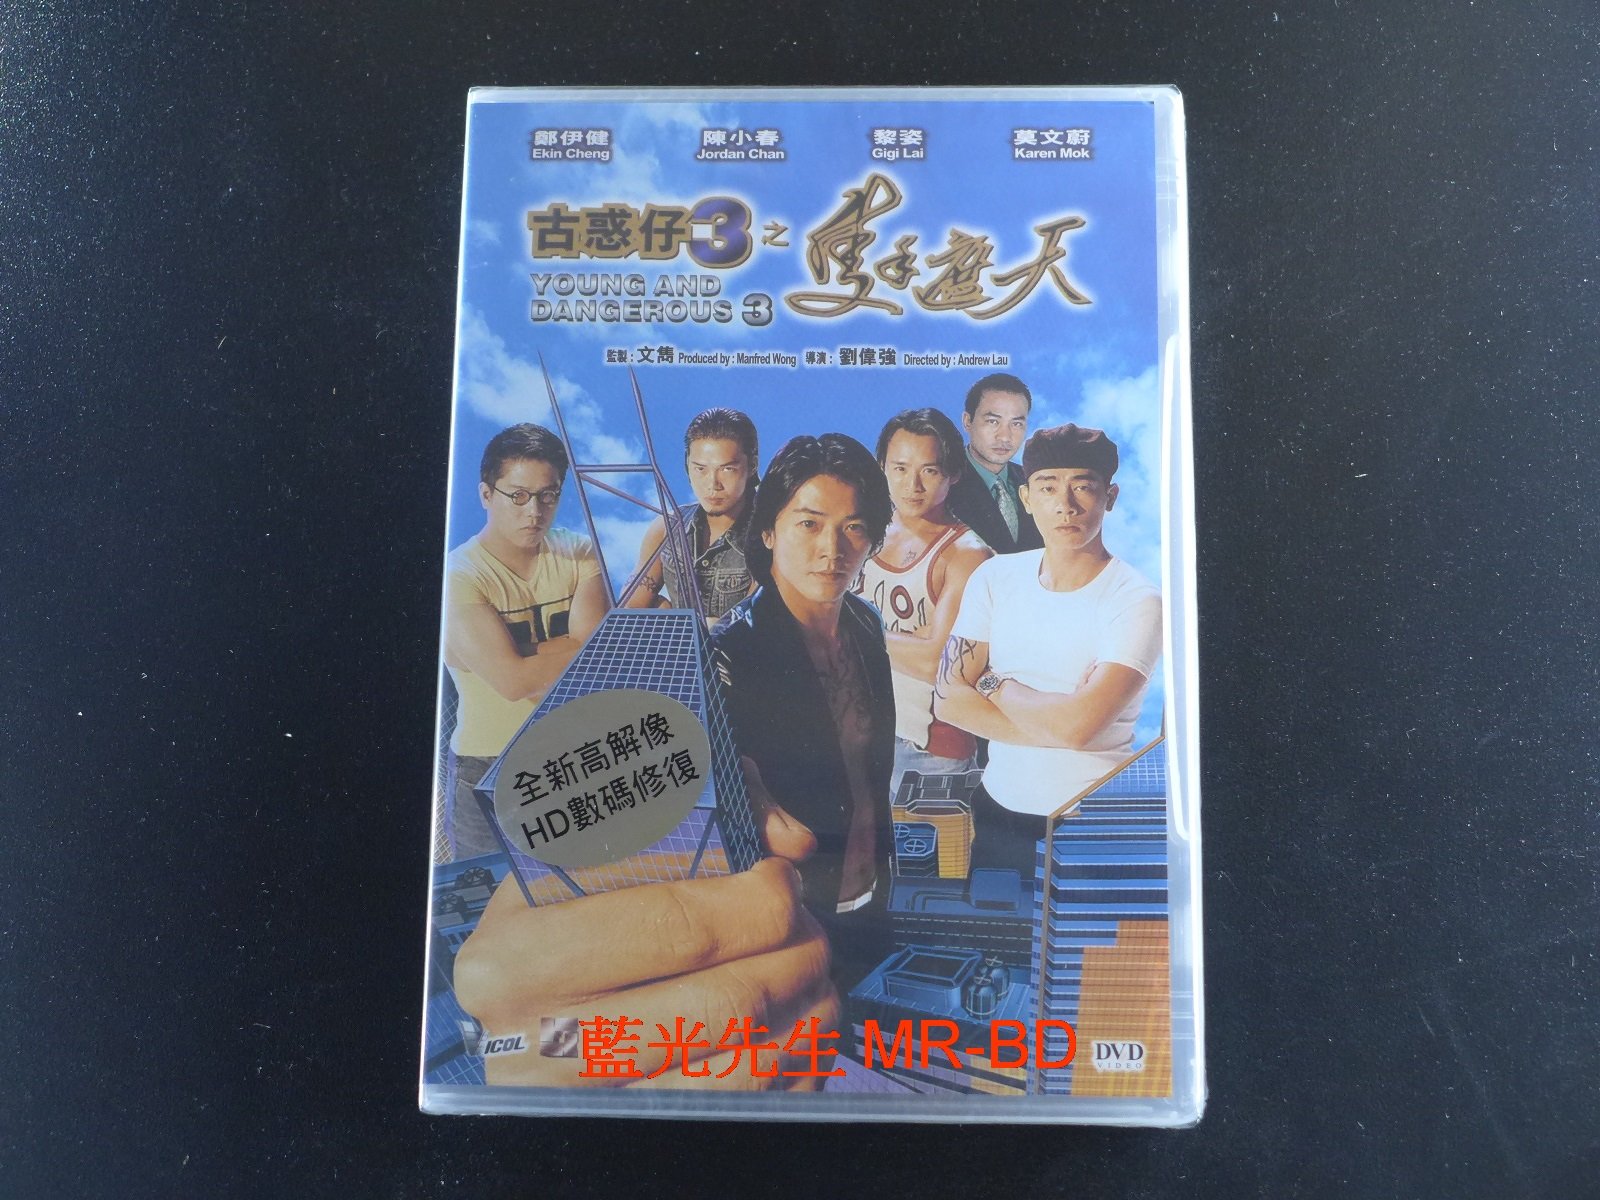 鄭伊健 陳小春 黎姿 莫文蔚
Ekin Cheng Jordan Chan Gigi Lai Karen Mok
古惑仔3之隻手遮天
YOUNG AND
DANGEROUS 3
監製：文雋 Produced by : Manfred Wong 導演：劉偉強 Directed by : Andrew Lau
全新高解像
HD數碼修復
ICOL
藍光先生 MR-BD
DVD
VIDEO